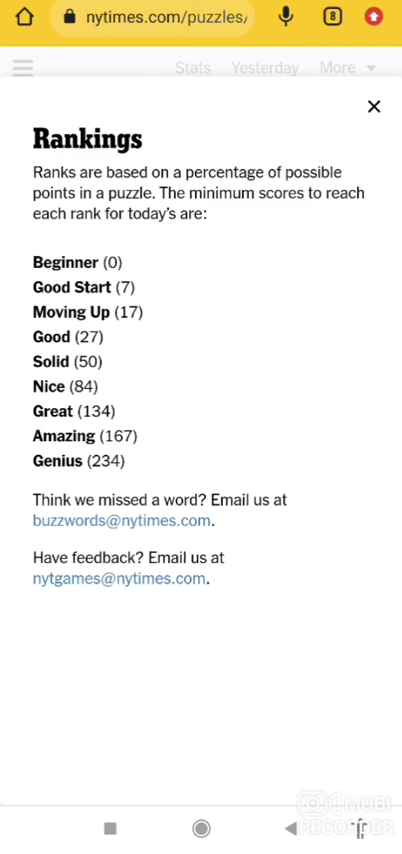 nytimes.com/puzzles/
8
Stats Yesterday More
Rankings
Ranks are based on a percentage of possible
points in a puzzle. The minimum scores to reach
each rank for today's are:
Beginner (0)
Good Start (7)
Moving Up (17)
Good (27)
Solid (50)
Nice (84)
Great (134)
Amazing (167)
Genius (234)
Think we missed a word? Email us at
buzzwords@nytimes.com.
Have feedback? Email us at
nytgames@nytimes.com.
MOBI
RECORDER